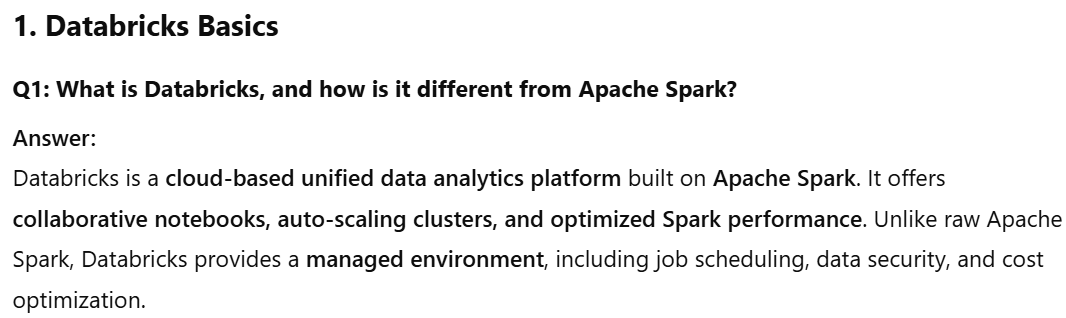 1. Databricks Basics
Q1: What is Databricks, and how is it different from Apache Spark?
Answer:
Databricks is a cloud-based unified data analytics platform built on Apache Spark. It offers
collaborative notebooks, auto-scaling clusters, and optimized Spark performance. Unlike raw Apache
Spark, Databricks provides a managed environment, including job scheduling, data security, and cost
optimization.